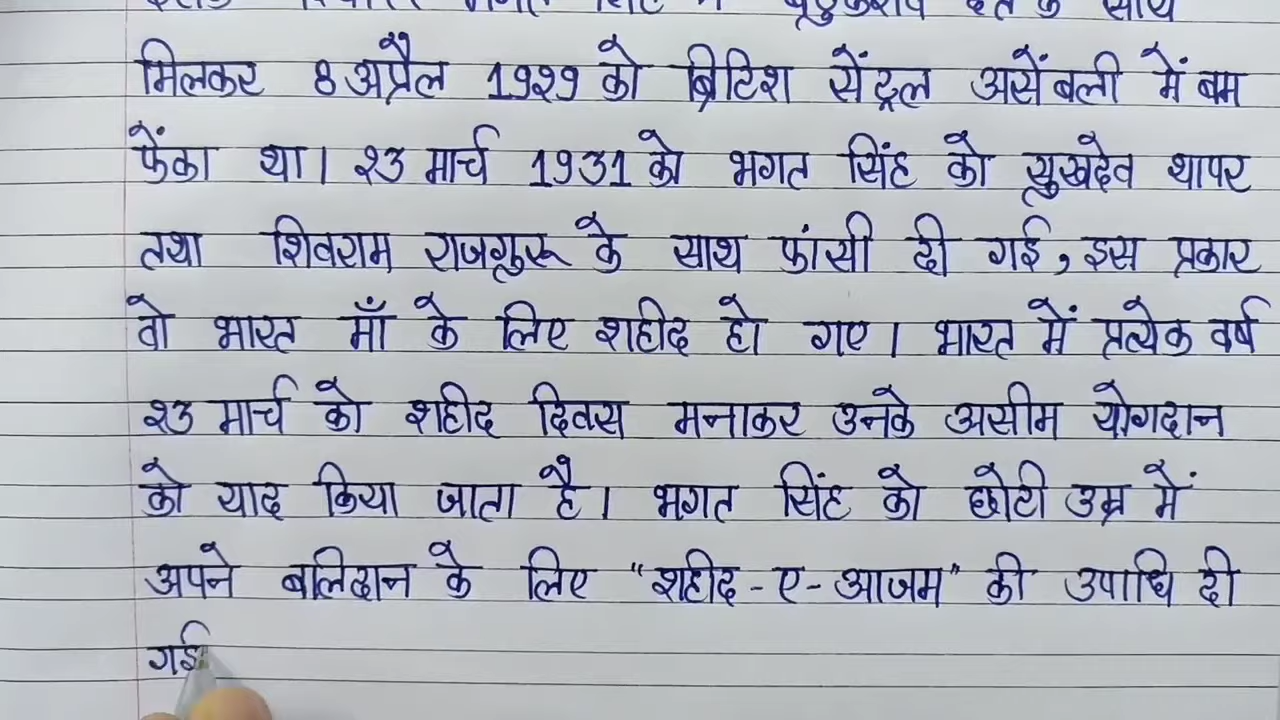 के साथ
मिलकर 8 अप्रैल 1929 को ब्रिटिश सेंट्रल असेंबली में बम
फेंका था। 23 मार्च 1931 को भगत सिंह को सुखदेव थापर
तथा शिवराम राजगुरू के साथ फांसी दी गई, इस प्रकार
वो भारत माँ के लिए शहीद हो गए। भारत में प्रत्येक वर्ष
23 मार्च को शहीद दिवस मनाकर उनके असीम योगदान
को याद किया जाता है। भगत सिंह को छोटी उम्र में
अपने बलिदान के लिए "शहीद-ए-आजम" की उपाधि दी
गई